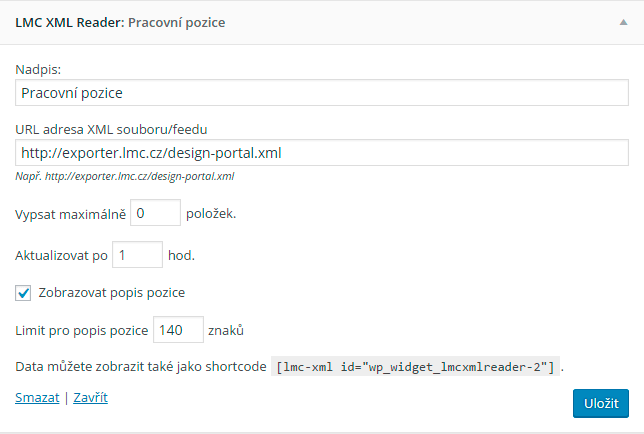 LMC XML Reader: Pracovní pozice
Nadpis:
Pracovní pozice
URL adresa XML souboru/feedu
http://exporter.lmc.cz/design-portal.xml
Např. http://exporter.lmc.cz/design-portal.xml
Vypsat maximálně 0 položek.
Aktualizovat po 1 hod.
Zobrazovat popis pozice
Limit pro popis pozice 140 znaků
Data můžete zobrazit také jako shortcode [lmc-xml id="wp_widget_lmcxmlreader-2"] .
Smazat | Zavřít Uložit